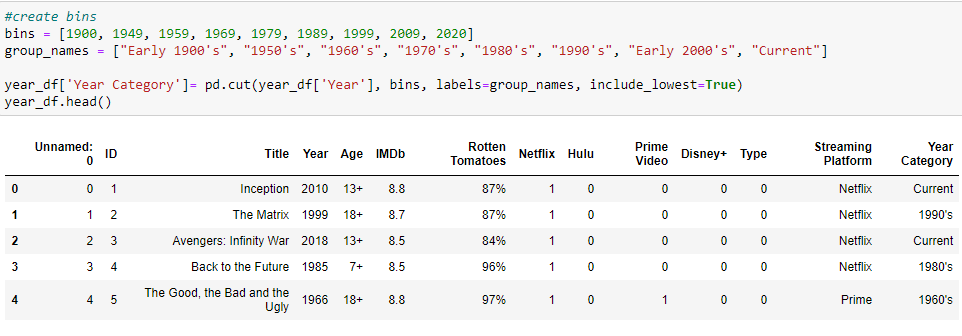 #create bins
bins = [1900, 1949, 1959, 1969, 1979, 1989, 1999, 2009, 2020]
group_names = ["Early 1900's", "1950's", "1960's", "1970's", "1980's", "1990's", "Early 2000's", "Current"]
year_df['Year Category']= pd.cut(year_df['Year'], bins, labels=group_names, include_lowest=True)
year_df.head()
Unnamed: 0 ID Title Year Age IMDb Rotten Tomatoes Netflix Hulu Prime Video Disney+ Type Streaming Platform Year Category
0 0 1 Inception 2010 13+ 8.8 87% 1 0 0 0 0 Netflix Current
1 1 2 The Matrix 1999 18+ 8.7 87% 1 0 0 0 0 Netflix 1990's
2 2 3 Avengers: Infinity War 2018 13+ 8.5 84% 1 0 0 0 0 Netflix Current
3 3 4 Back to the Future 1985 7+ 8.5 96% 1 0 0 0 0 Netflix 1980's
4 4 5 The Good, the Bad and the Ugly 1966 18+ 8.8 97% 1 0 1 0 0 Prime 1960's